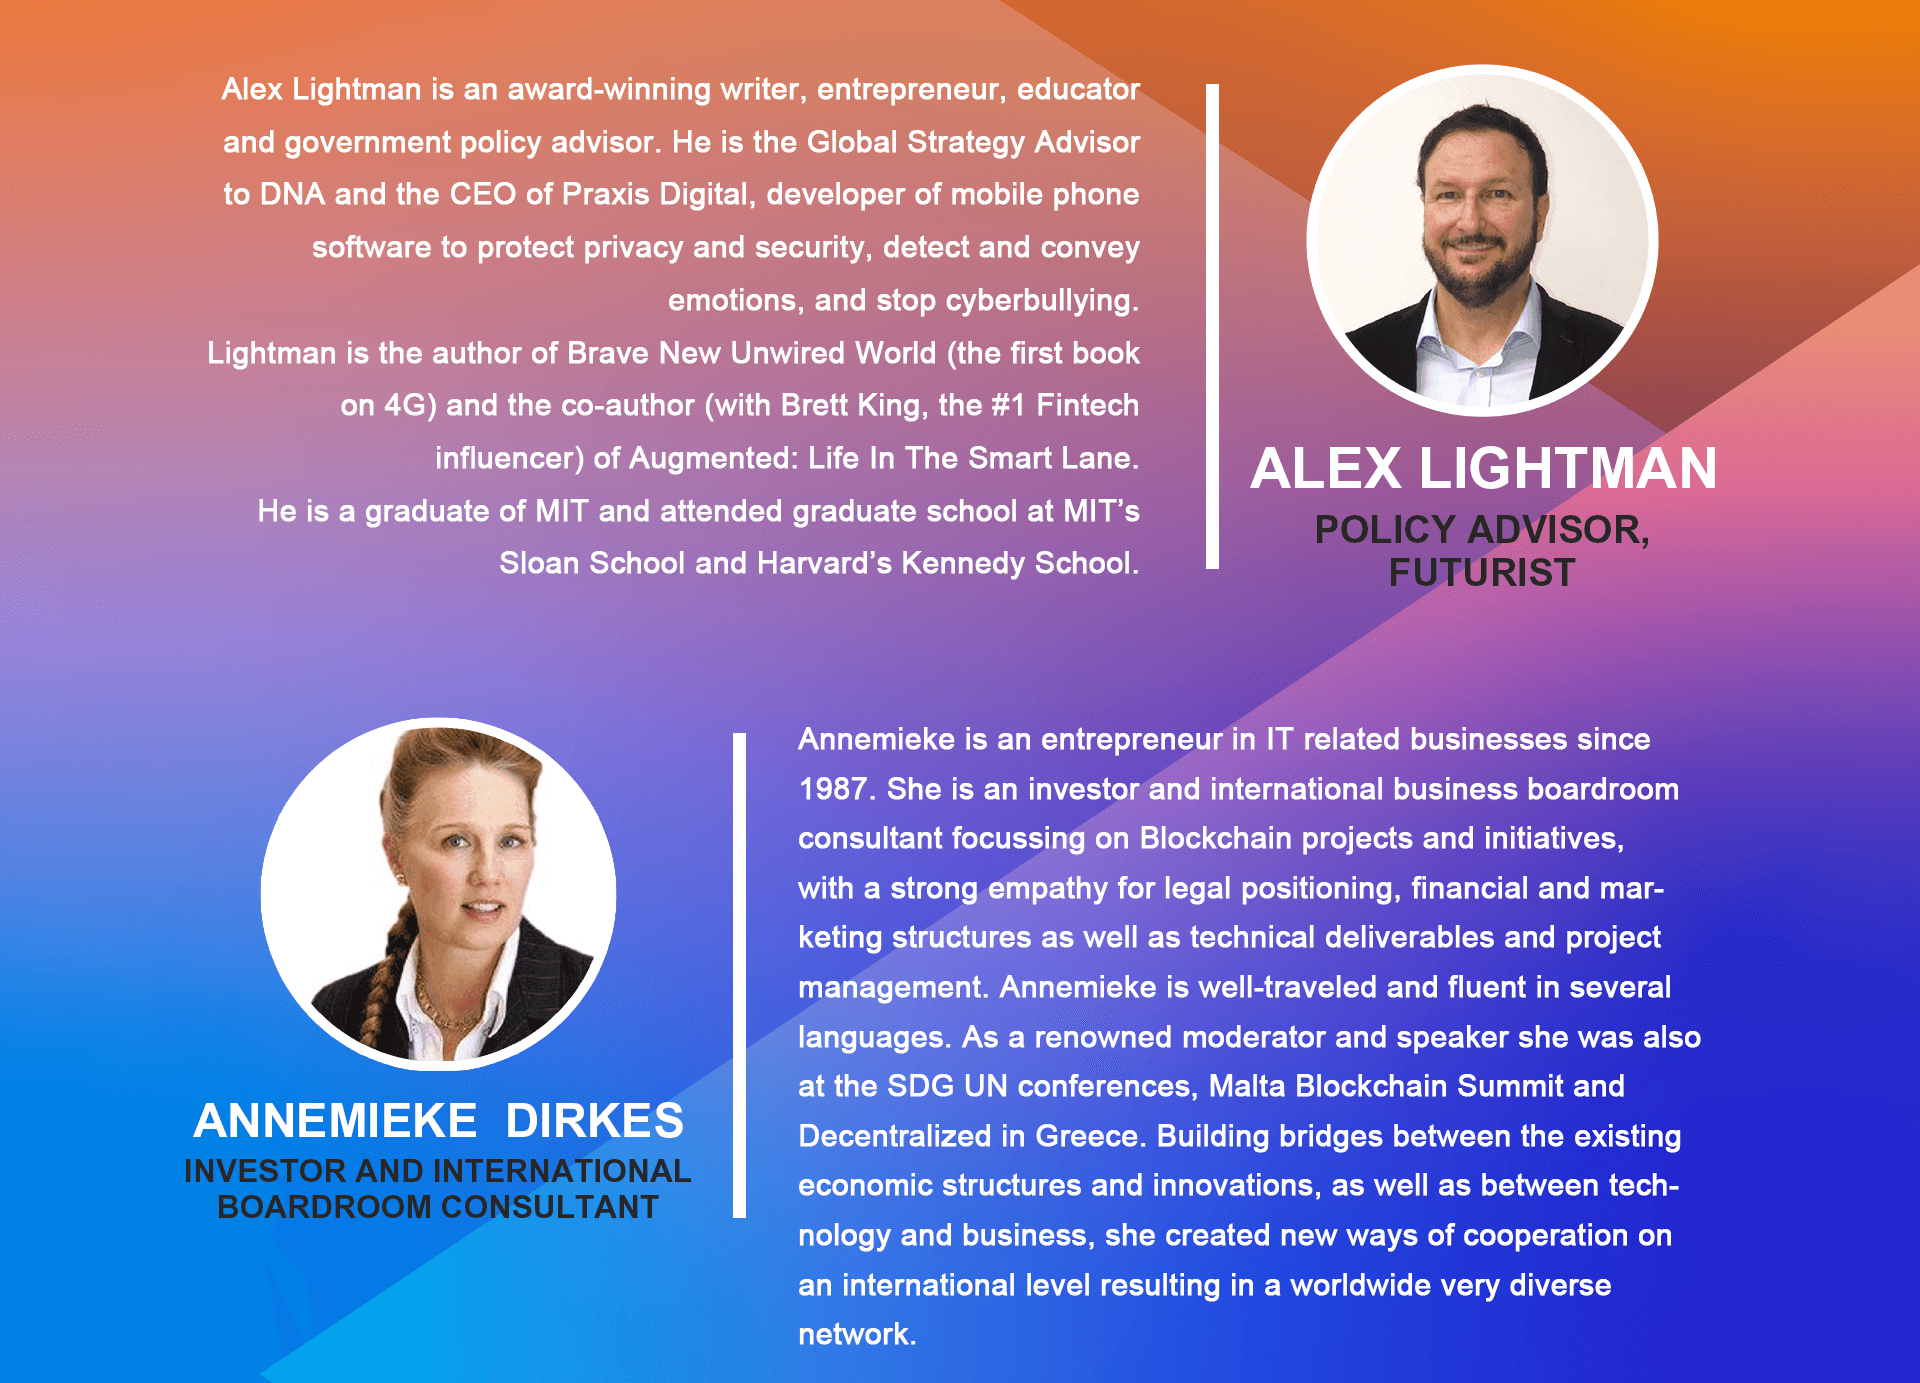 Alex Lightman is an award-winning writer, entrepreneur, educator
and government policy advisor. He is the Global Strategy Advisor
to DNA and the CEO of Praxis Digital, developer of mobile phone
software to protect privacy and security, detect and convey
emotions, and stop cyberbullying.
Lightman is the author of Brave New Unwired World (the first book
on 4G) and the co-author (with Brett King, the #1 Fintech
influencer) of Augmented: Life In The Smart Lane.
He is a graduate of MIT and attended graduate school at MIT’s
Sloan School and Harvard’s Kennedy School.
ALEX LIGHTMAN
POLICY ADVISOR,
FUTURIST
ANNEMIEKE DIRKES
INVESTOR AND INTERNATIONAL
BOARDROOM CONSULTANT
Annemieke is an entrepreneur in IT related businesses since
1987. She is an investor and international business boardroom
consultant focussing on Blockchain projects and initiatives,
with a strong empathy for legal positioning, financial and mar-
keting structures as well as technical deliverables and project
management. Annemieke is well-traveled and fluent in several
languages. As a renowned moderator and speaker she was also
at the SDG UN conferences, Malta Blockchain Summit and
Decentralized in Greece. Building bridges between the existing
economic structures and innovations, as well as between tech-
nology and business, she created new ways of cooperation on
an international level resulting in a worldwide very diverse
network.